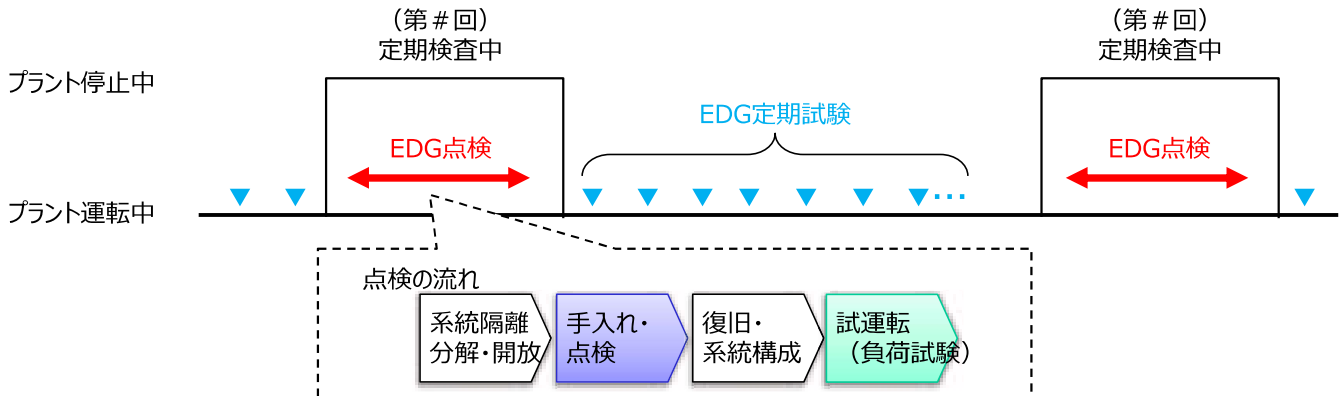 （第＃回）
定期検査中
（第＃回）
定期検査中
プラント停止中
EDG定期試験
EDG点検
EDG点検
プラント運転中
点検の流れ
系統隔離
分解・開放
手入れ・
点検
復旧・
系統構成
試運転
（負荷試験）